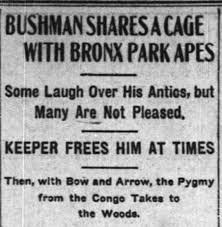 BUSHMAN SHARES A CAGE
WITH BRONX PARK APES
Some Laugh Over His Antics, but
Many Are Not Pleased.
KEEPER FREES HIM AT TIMES
Then, with Bow and Arrow, the Pygmy
from the Congo Takes to
the Woods.